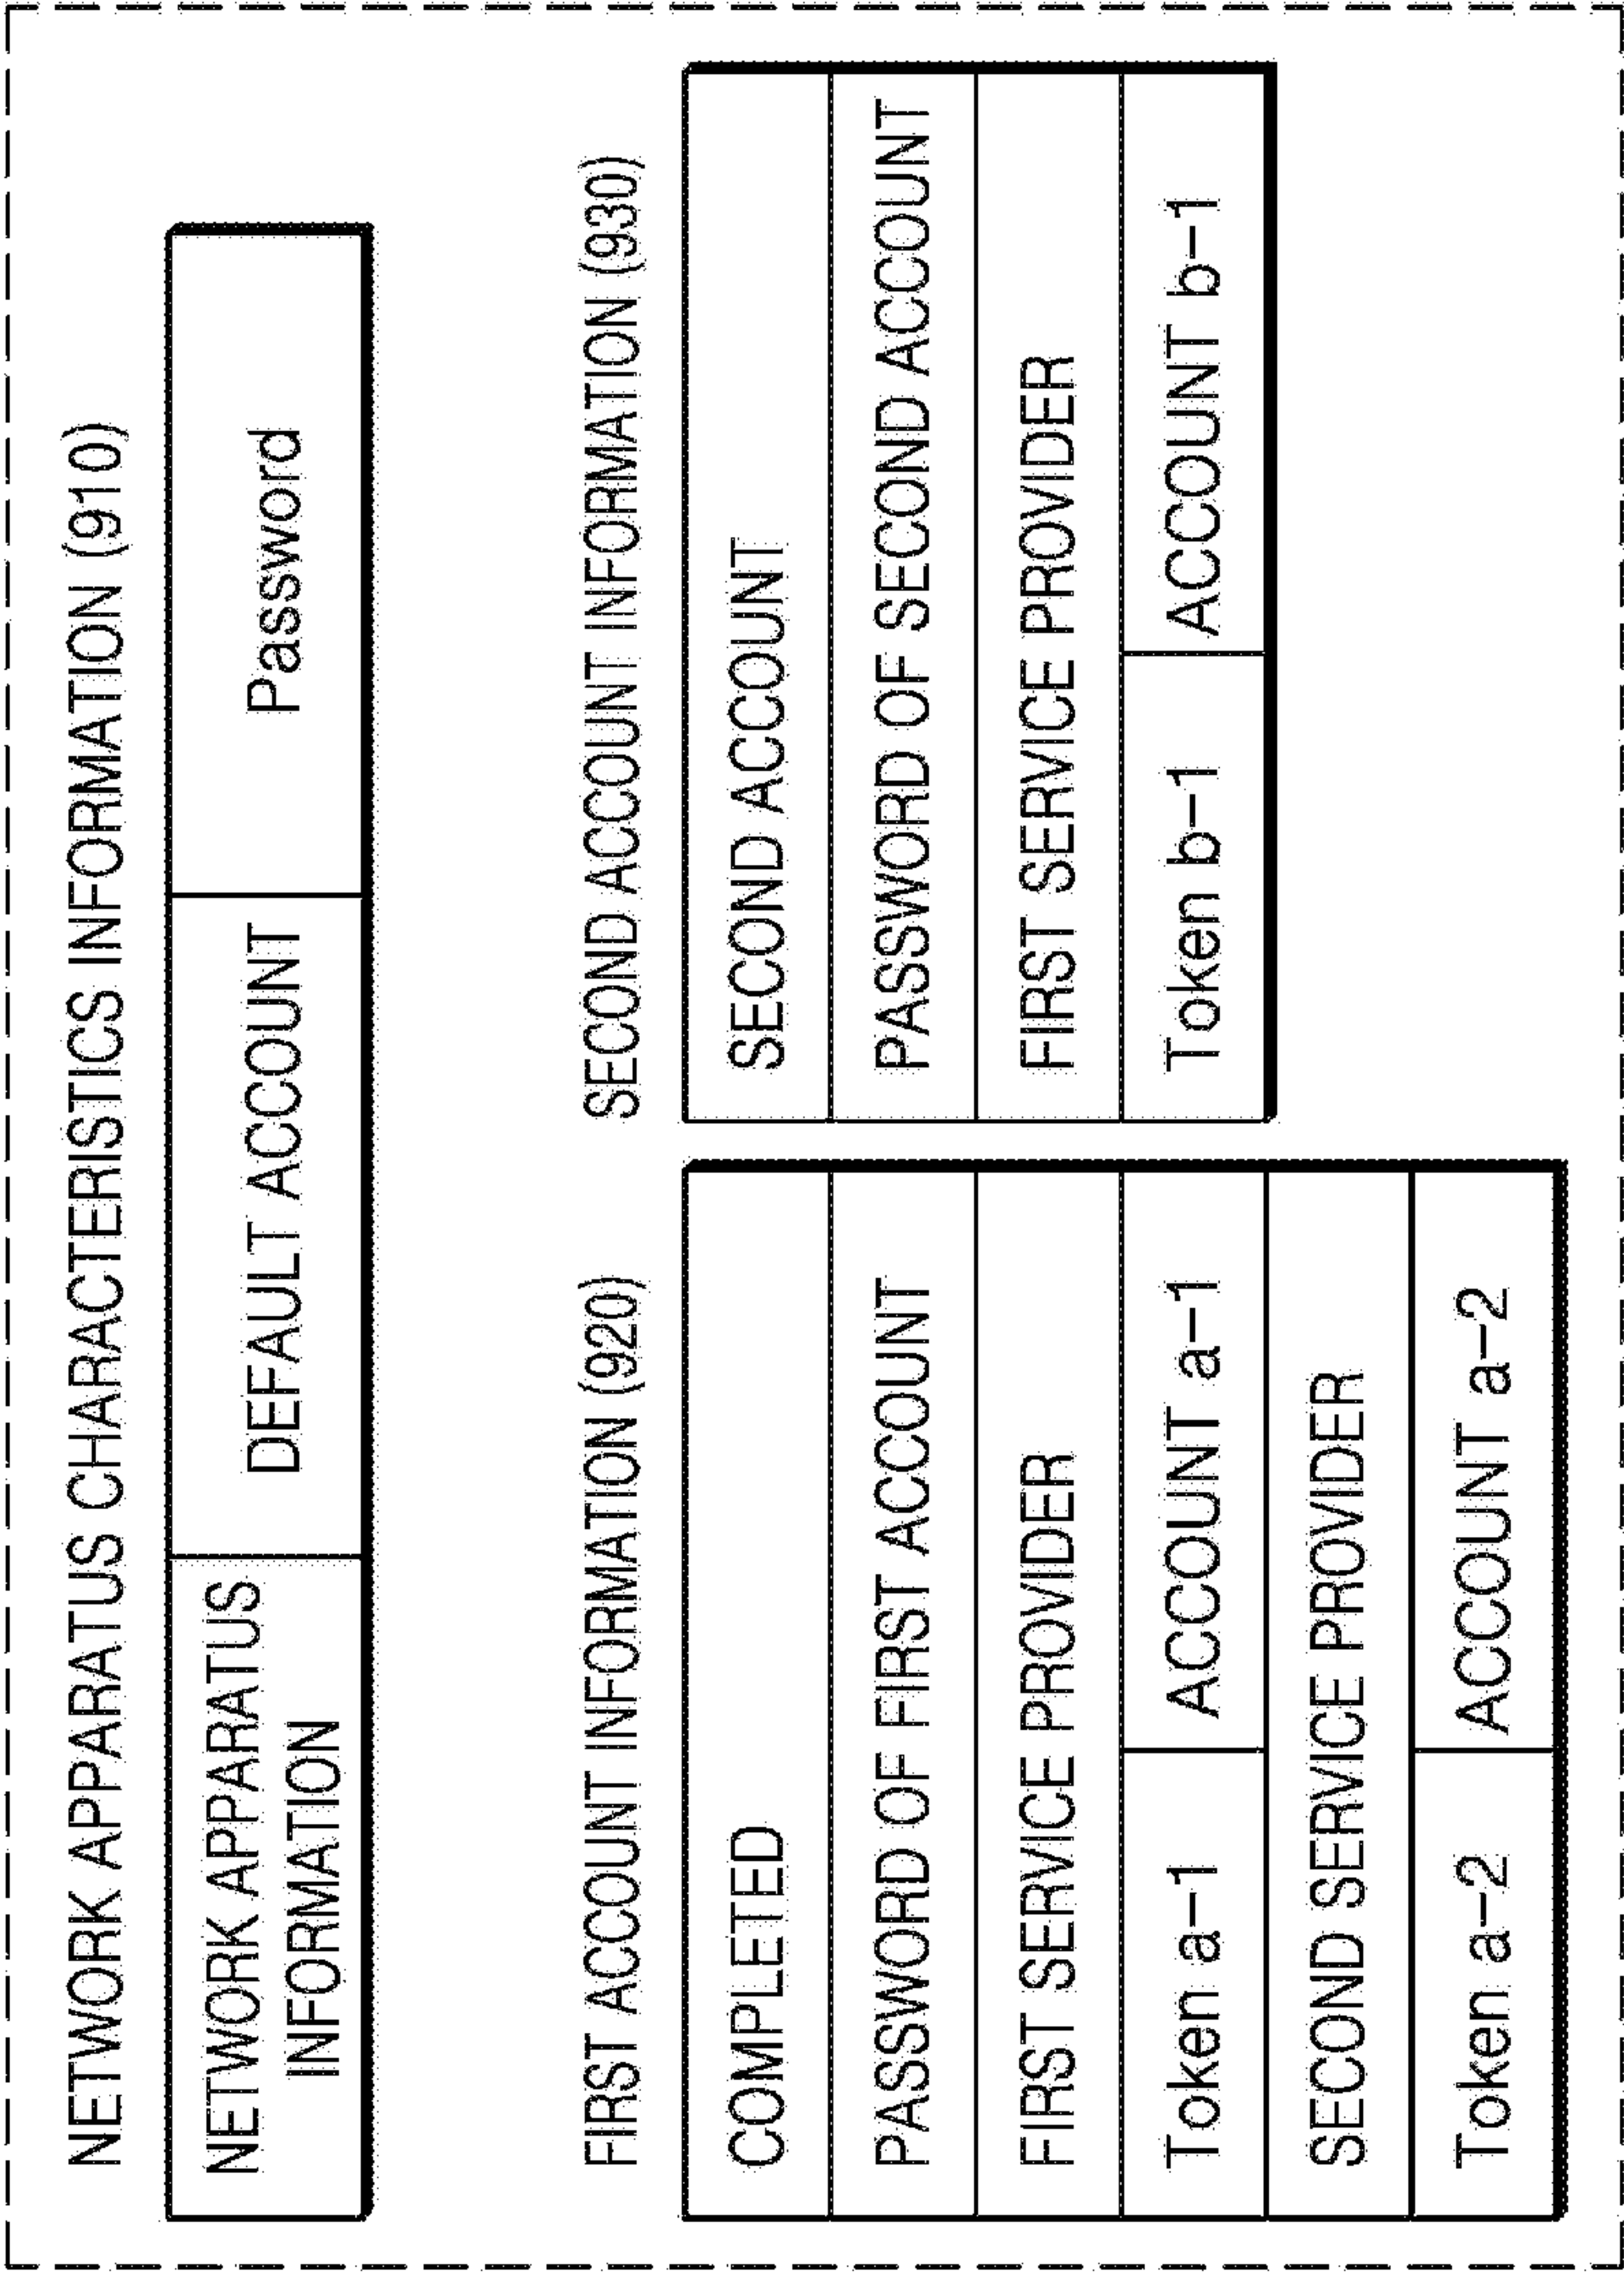 NETWORK APPARATUS CHARACTERISTICS INFORMATION (910)
NETWORK APPARATUS
INFORMATION
DEFAULT ACCOUNT
Password
FIRST ACCOUNT INFORMATION (920)
COMPLETED
PASSWORD OF FIRST ACCOUNT
FIRST SERVICE PROVIDER
Token a-1
ACCOUNT a-1
SECOND SERVICE PROVIDER
Token a-2
ACCOUNT a-2
SECOND ACCOUNT INFORMATION (930)
SECOND ACCOUNT
PASSWORD OF SECOND ACCOUNT
FIRST SERVICE PROVIDER
Token b-1
ACCOUNT b-1